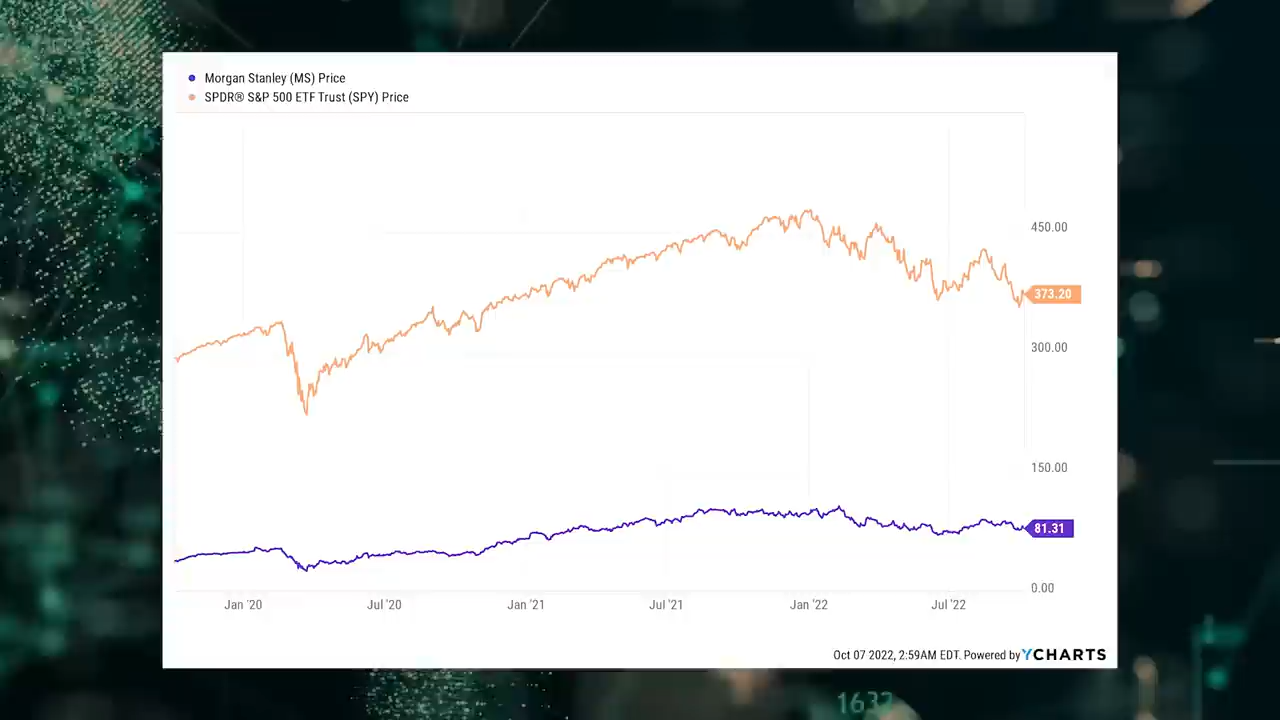 Morgan Stanley (MS) Price
SPDR® S&P 500 ETF Trust (SPY) Price
450.00
373.20
300.00
150.00
81.31
0.00
Jan '20 Jul '20 Jan '21 Jul '21 Jan '22 Jul '22
Oct 07 2022, 2:59AM EDT. Powered by YCHARTS
1632